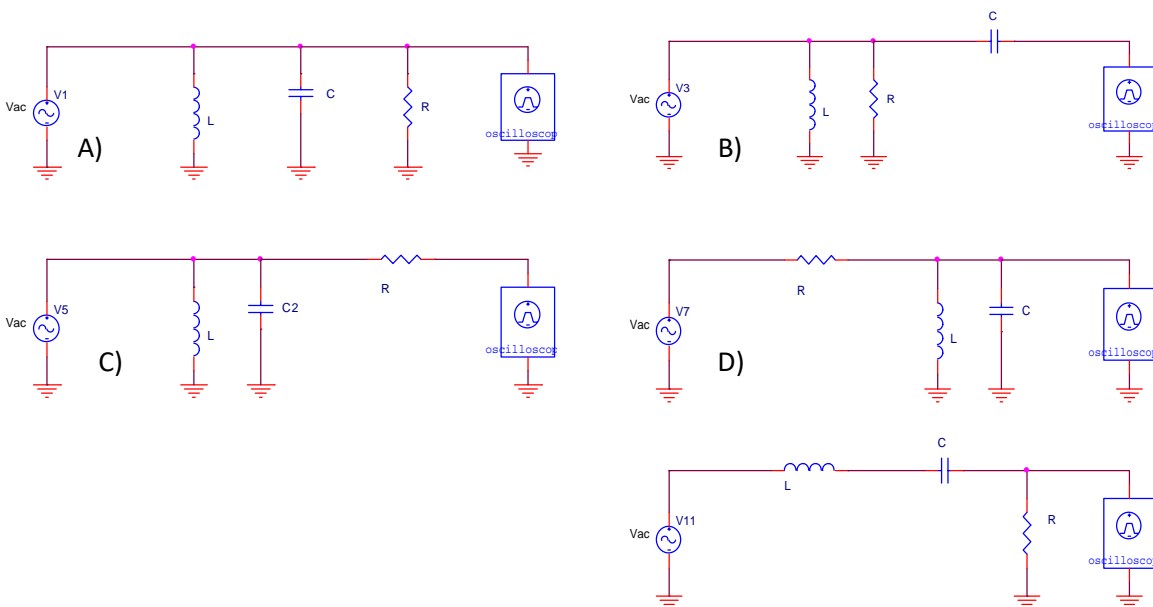 V1
Vac
L
C
R
oscilloscop
A)
C
V3
Vac
L
R
oscilloscop
B)
V5
Vac
L
C2
R
oscilloscop
C)
R
V7
Vac
L
C
oscilloscop
D)
L
C
V11
Vac
R
oscilloscop